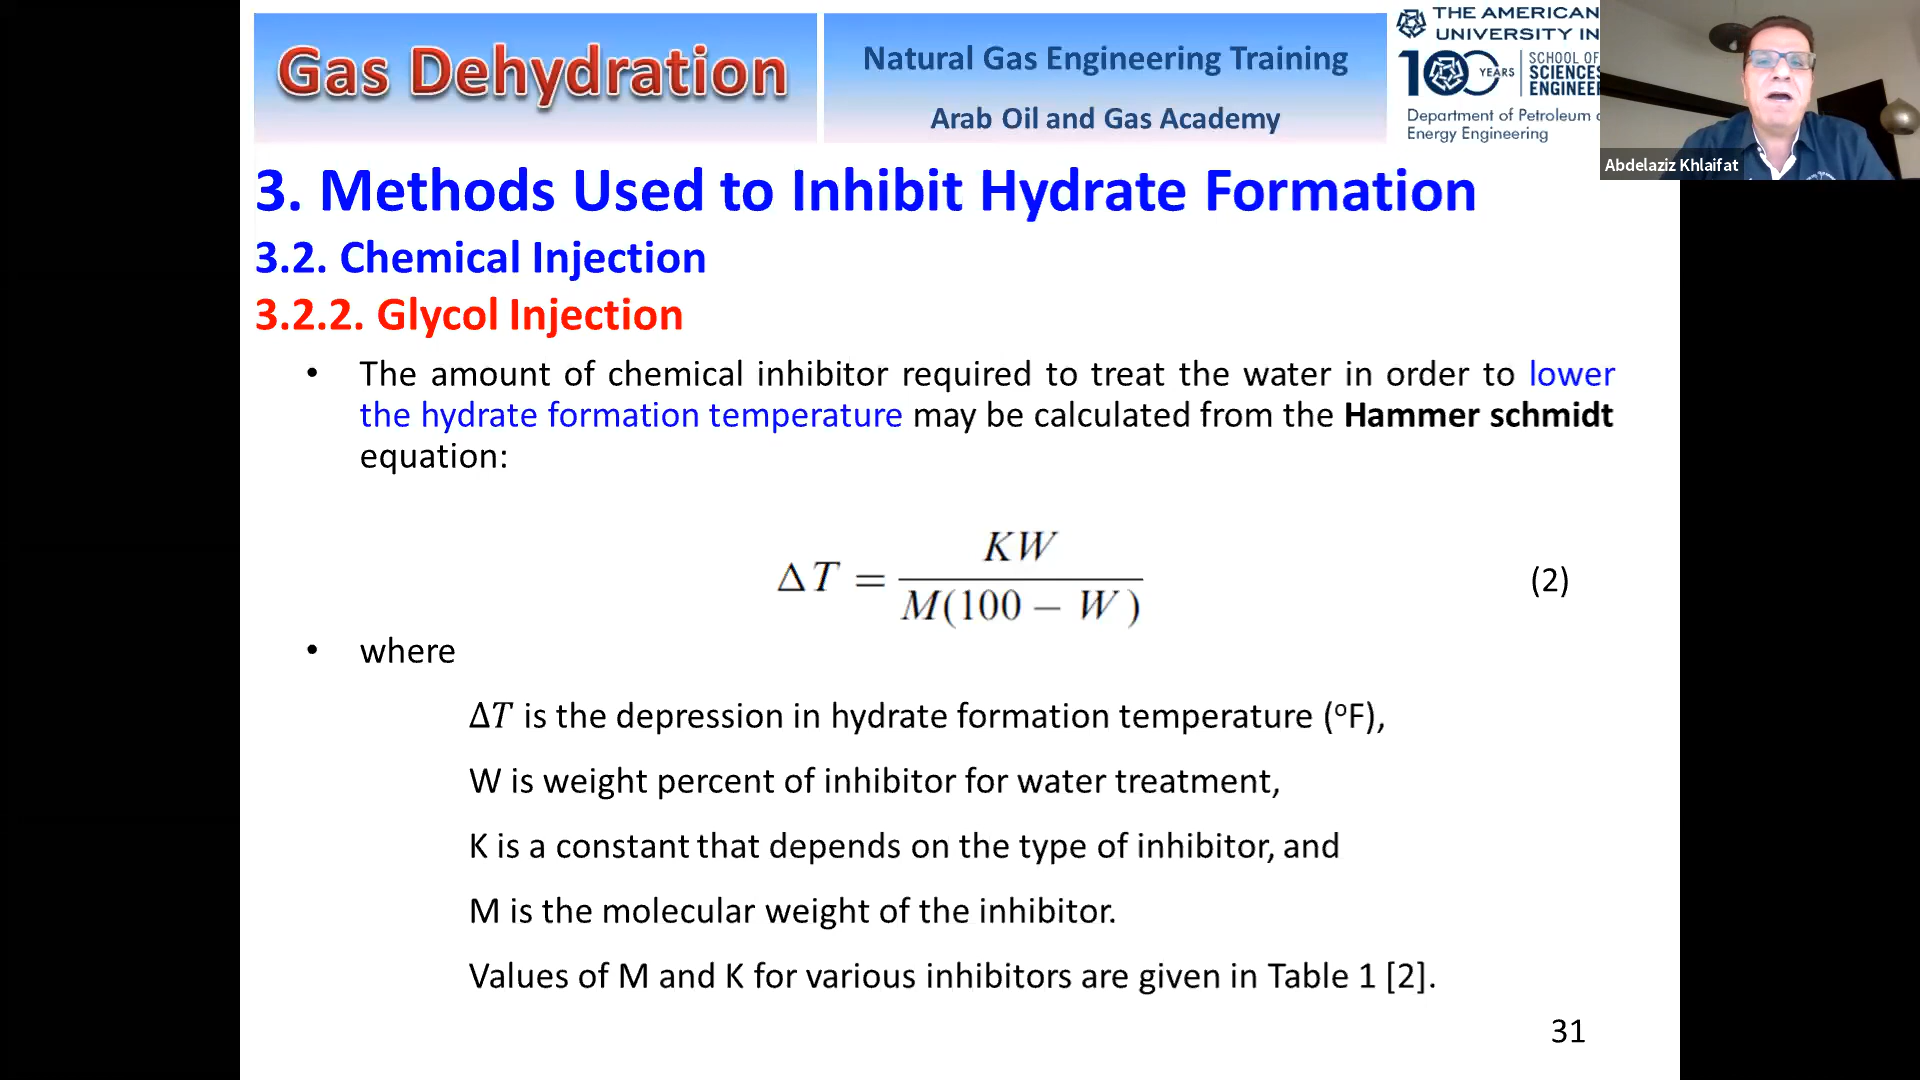 Gas Dehydration
Natural Gas Engineering Training
Arab Oil and Gas Academy
THE AMERICAN
UNIVERSITY IN
100 YEARS
SCHOOL OF
SCIENCES
ENGINEER
Department of Petroleum
Energy Engineering
Abdelaziz Khlaifat
3. Methods Used to Inhibit Hydrate Formation
3.2. Chemical Injection
3.2.2. Glycol Injection
• The amount of chemical inhibitor required to treat the water in order to lower
the hydrate formation temperature may be calculated from the Hammer schmidt
equation:
ΔT = KW / M(100 − W) (2)
• where
ΔT is the depression in hydrate formation temperature (°F),
W is weight percent of inhibitor for water treatment,
K is a constant that depends on the type of inhibitor, and
M is the molecular weight of the inhibitor.
Values of M and K for various inhibitors are given in Table 1 [2].
31